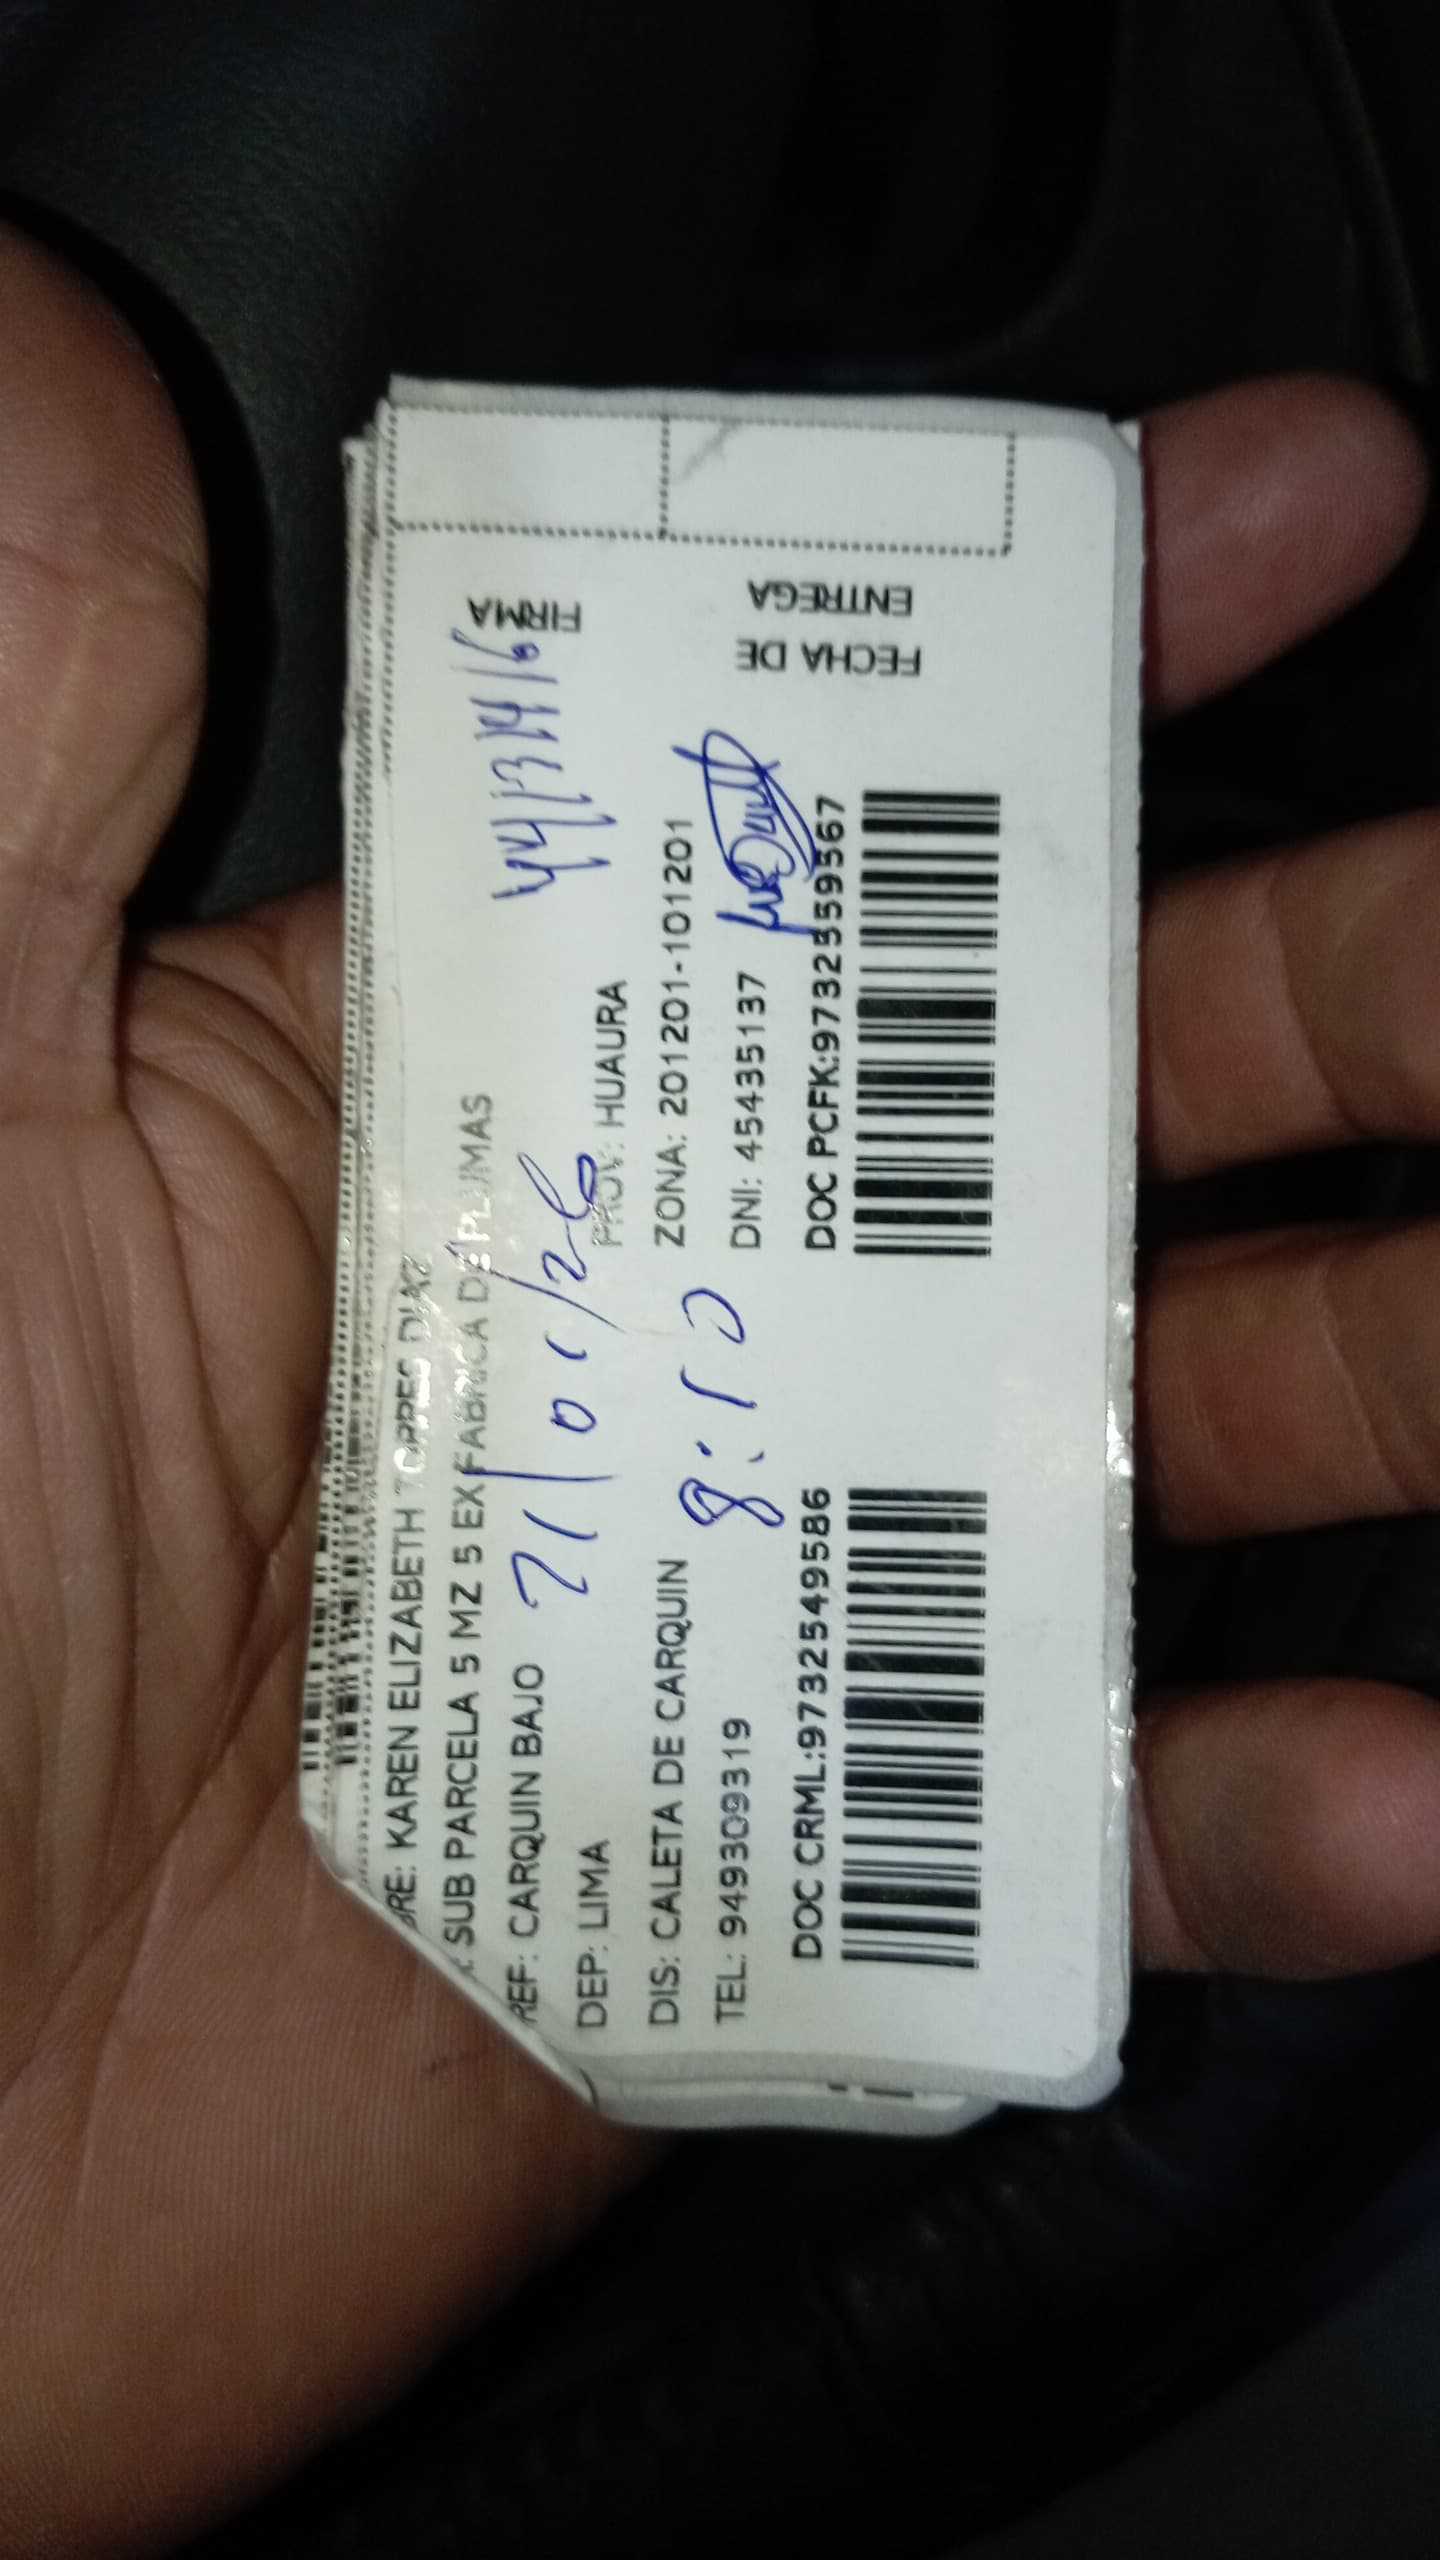 BRE: KAREN ELIZABETH TORRES DIAZ
: SUB PARCELA 5 MZ 5 EX FABRICA DE PLUMAS
REF: CARQUIN BAJO
21/01/26
DEP: LIMA PROV: HUAURA
DIS: CALETA DE CARQUIN ZONA: 201201-101201
8:10
TEL: 949309319 DNI: 45435137
DOC CRML:9732549586 DOC PCFK:9732559567
FIRMA
FECHA DE
ENTREGA